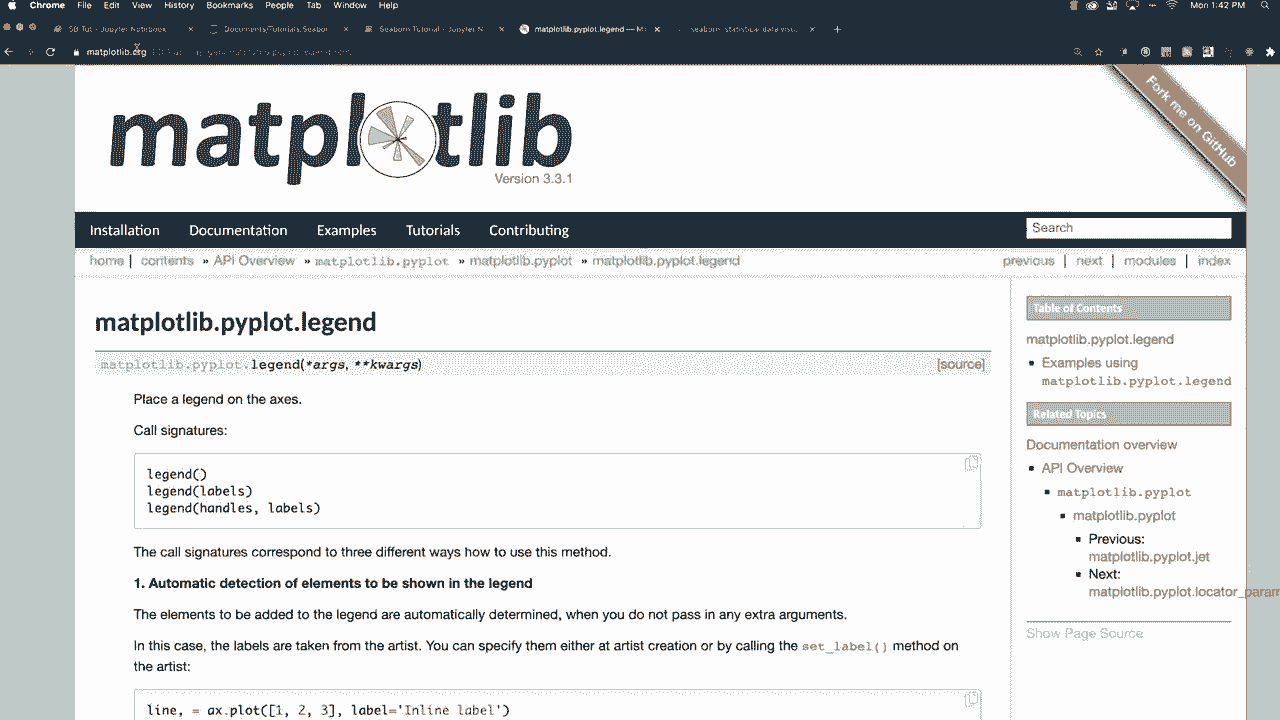 Chrome File Edit View History Bookmarks People Tab Window Help Mon 1:42 PM
SB Tut - Jupyter Notebook Documents/Tutorials/Seabor Seaborn Tutorial - Jupyter N matplotlib.pyplot.legend — M seaborn: statistical data visu
matplotlib.org
matplotlib
Version 3.3.1
Fork me on GitHub
Installation Documentation Examples Tutorials Contributing Search
home | contents » API Overview » matplotlib.pyplot » matplotlib.pyplot » matplotlib.pyplot.legend previous | next | modules | index
matplotlib.pyplot.legend
matplotlib.pyplot.legend(*args, **kwargs) [source]
Place a legend on the axes.
Call signatures:
legend()
legend(labels)
legend(handles, labels)
The call signatures correspond to three different ways how to use this method.
1. Automatic detection of elements to be shown in the legend
The elements to be added to the legend are automatically determined, when you do not pass in any extra arguments.
In this case, the labels are taken from the artist. You can specify them either at artist creation or by calling the set_label() method on
the artist:
line, = ax.plot([1, 2, 3], label='Inline label')
Table of Contents
matplotlib.pyplot.legend
Examples using
matplotlib.pyplot.legend
Related Topics
Documentation overview
API Overview
matplotlib.pyplot
matplotlib.pyplot
Previous:
matplotlib.pyplot.jet
Next:
matplotlib.pyplot.locator_param
Show Page Source